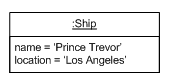 :Ship
name = 'Prince Trevor'
location = 'Los Angeles'